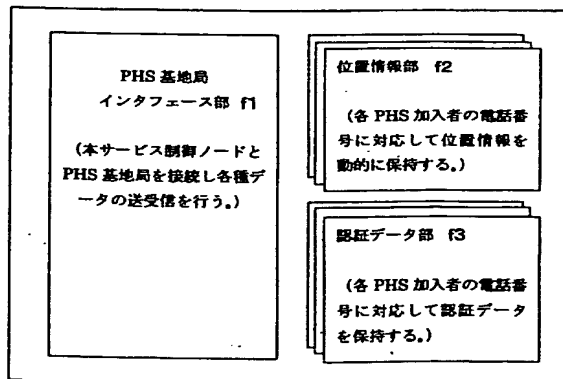 PHS 基地局
インタフェース部 f1
(本サービス制御ノードと
PHS 基地局を接続し各種デ
ータの送受信を行う。)
位置情報部 f2
(各 PHS 加入者の電話番
号に対応して位置情報を
動的に保持する。)
認証データ部 f3
(各 PHS 加入者の電話番
号に対応して認証データ
を保持する。)